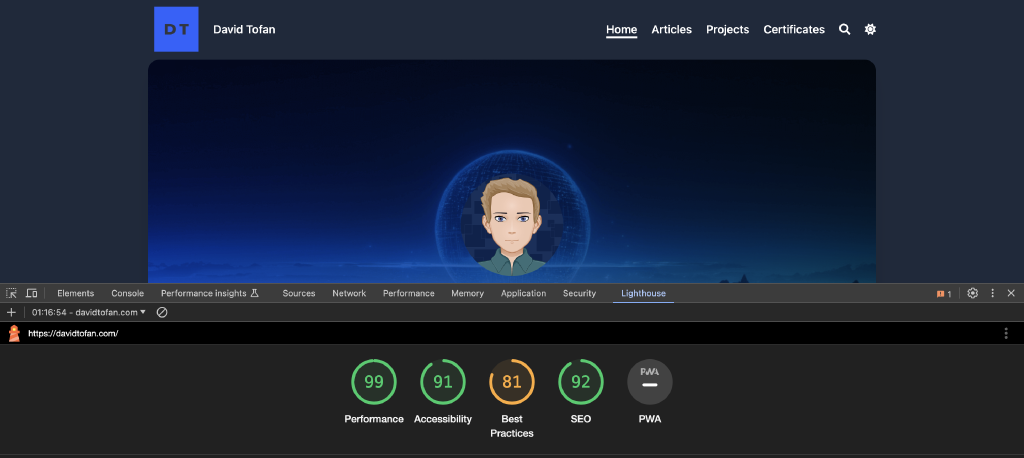 DT
David Tofan
Home Articles Projects Certificates
Elements Console Performance insights Sources Network Performance Memory Application Security Lighthouse 1
01:16:54 - davidtofan.com
https://davidtofan.com/
99 91 81 92 PWA
Performance Accessibility Best Practices SEO PWA